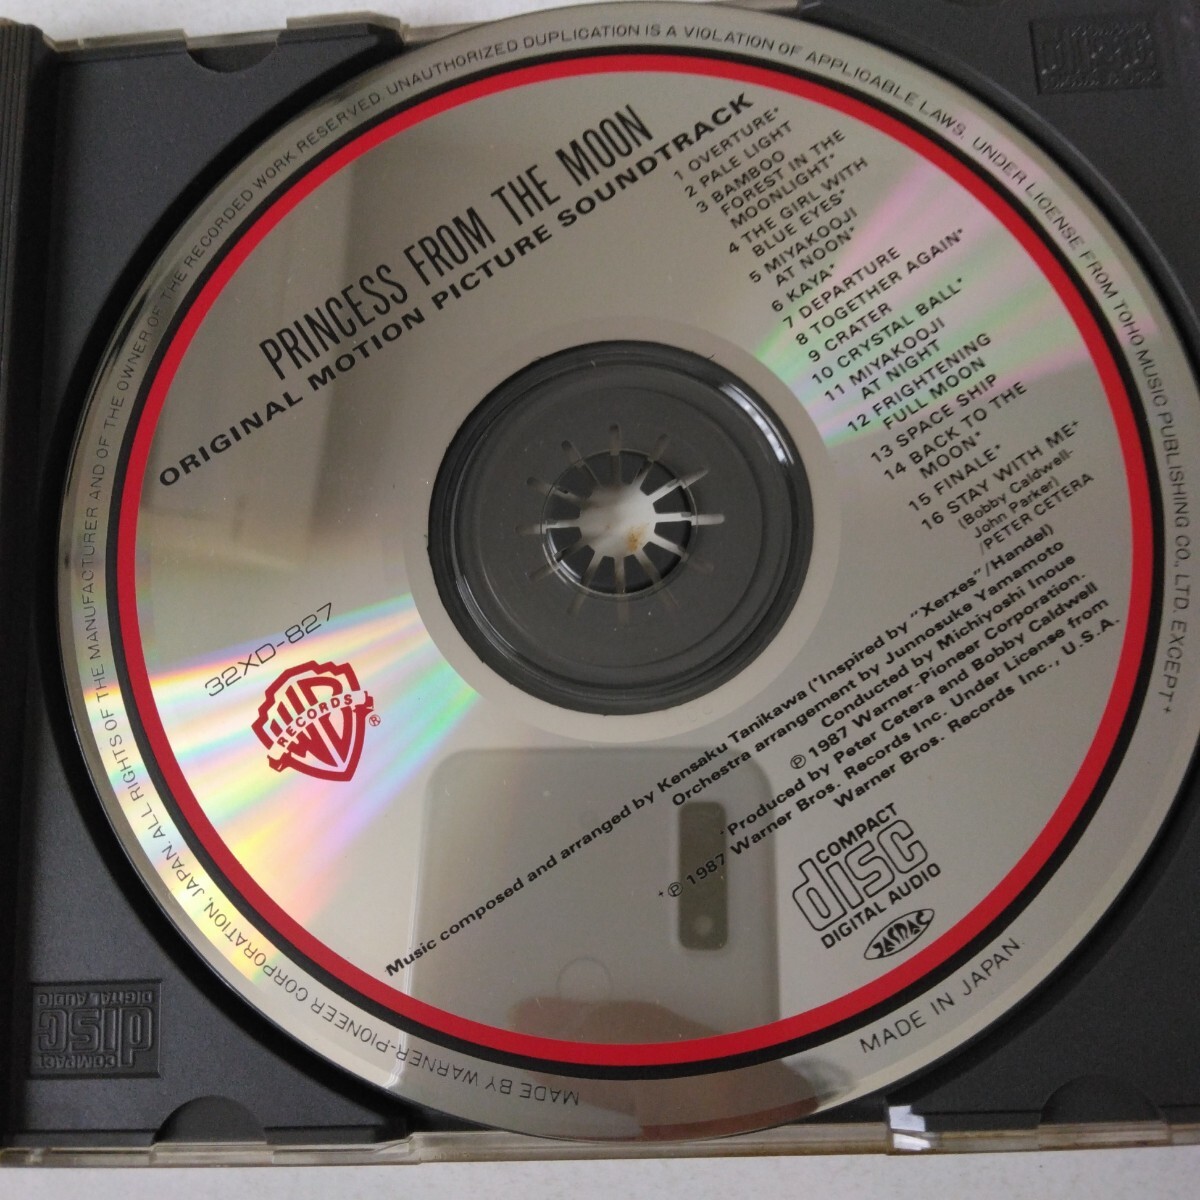 PRINCESS FROM THE MOON
ORIGINAL MOTION PICTURE SOUNDTRACK
1 OVERTURE*
2 PALE LIGHT
3 BAMBOO
FOREST IN THE
MOONLIGHT*
4 THE GIRL WITH
BLUE EYES*
5 MIYAKOOJI
AT NOON*
6 KAYA*
7 DEPARTURE
8 TOGETHER AGAIN*
9 CRATER
10 CRYSTAL BALL*
11 MIYAKOOJI
AT NIGHT
12 FRIGHTENING
FULL MOON
13 SPACE SHIP
14 BACK TO THE
MOON*
15 FINALE*
16 STAY WITH ME+
(Bobby Caldwell-
John Parker)
/PETER CETERA
32XD-827
WB
RECORDS
®
Music composed and arranged by Kensaku Tanikawa (*Inspired by "Xerxes"/Handel)
Orchestra arrangement by Junnosuke Yamamoto
Conducted by Michiyoshi Inoue
℗ 1987 Warner-Pioneer Corporation.
+Produced by Peter Cetera and Bobby Caldwell
+ ℗ 1987 Warner Bros. Records Inc. Under License from
Warner Bros. Records Inc., U.S.A.
COMPACT
disc
DIGITAL AUDIO
JASRAC
MADE IN JAPAN.
MADE BY WARNER-PIONEER CORPORATION, JAPAN. ALL RIGHTS OF THE MANUFACTURER AND OF THE OWNER OF THE RECORDED WORK RESERVED. UNAUTHORIZED DUPLICATION IS A VIOLATION OF APPLICABLE LAWS. UNDER LICENSE FROM TOHO MUSIC PUBLISHING CO., LTD. EXCEPT+
COMPACT
disc
DIGITAL AUDIO